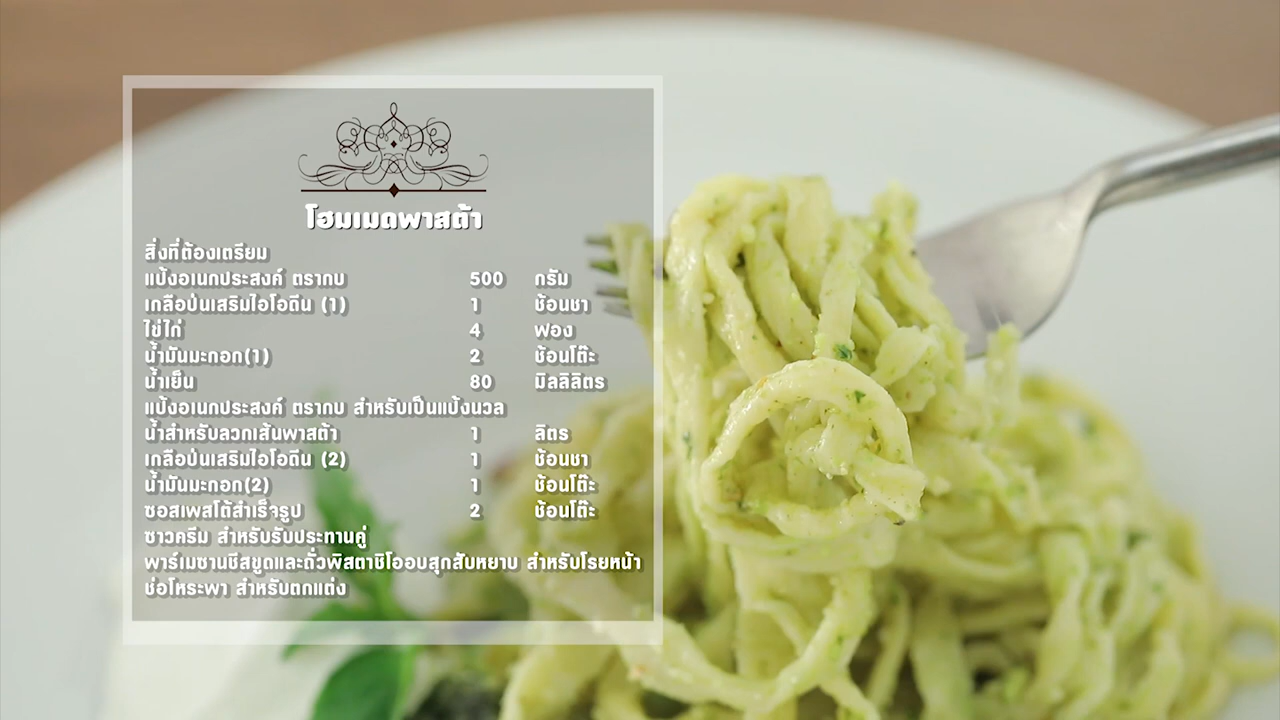 โฮมเมดพาสต้า
สิ่งที่ต้องเตรียม
แป้งอเนกประสงค์ ตรากบ 500 กรัม
เกลือป่นเสริมไอโอดีน (1) 1 ช้อนชา
ไข่ไก่ 4 ฟอง
น้ำมันมะกอก(1) 2 ช้อนโต๊ะ
น้ำเย็น 80 มิลลิลิตร
แป้งอเนกประสงค์ ตรากบ สำหรับเป็นแป้งนวล
น้ำสำหรับลวกเส้นพาสต้า 1 ลิตร
เกลือป่นเสริมไอโอดีน (2) 1 ช้อนชา
น้ำมันมะกอก(2) 1 ช้อนโต๊ะ
ซอสเพสโต้สำเร็จรูป 2 ช้อนโต๊ะ
ซาวครีม สำหรับรับประทานคู่
พาร์เมซานชีสขูดและถั่วพิสตาชิโออบสุกสับหยาบ สำหรับโรยหน้า
ช่อโหระพา สำหรับตกแต่ง